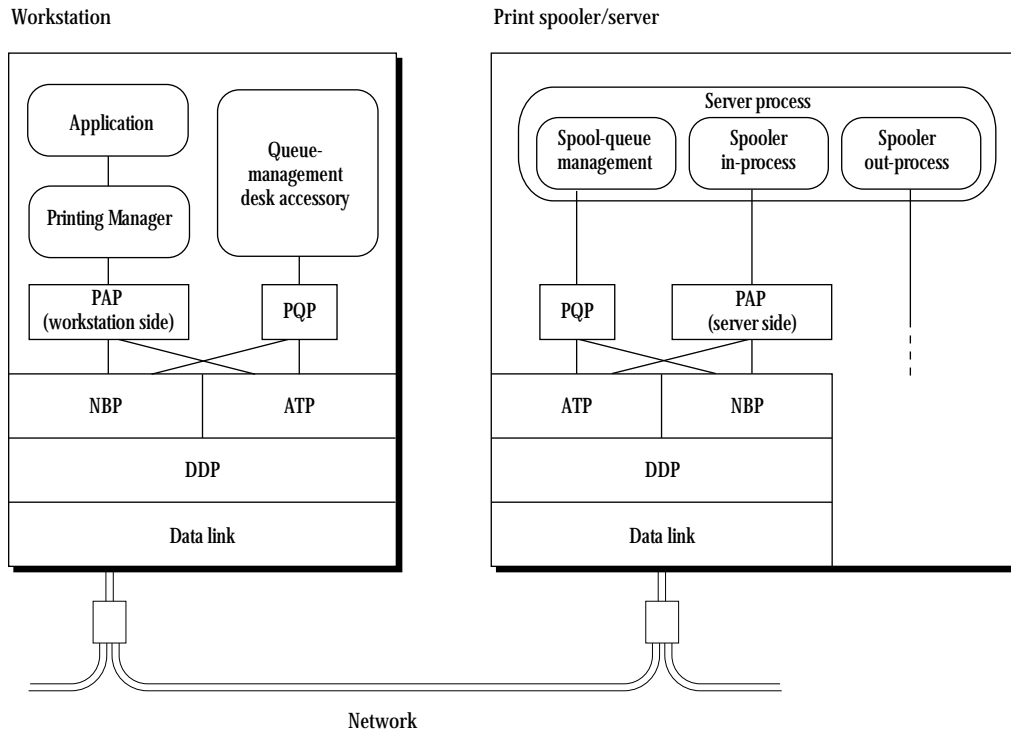 Workstation
Print spooler/server
Application
Queue-
management
desk accessory
Printing Manager
PAP
(workstation side)
PQP
NBP
ATP
DDP
Data link
Server process
Spool-queue
management
Spooler
in-process
Spooler
out-process
PQP
PAP
(server side)
ATP
NBP
DDP
Data link
Network